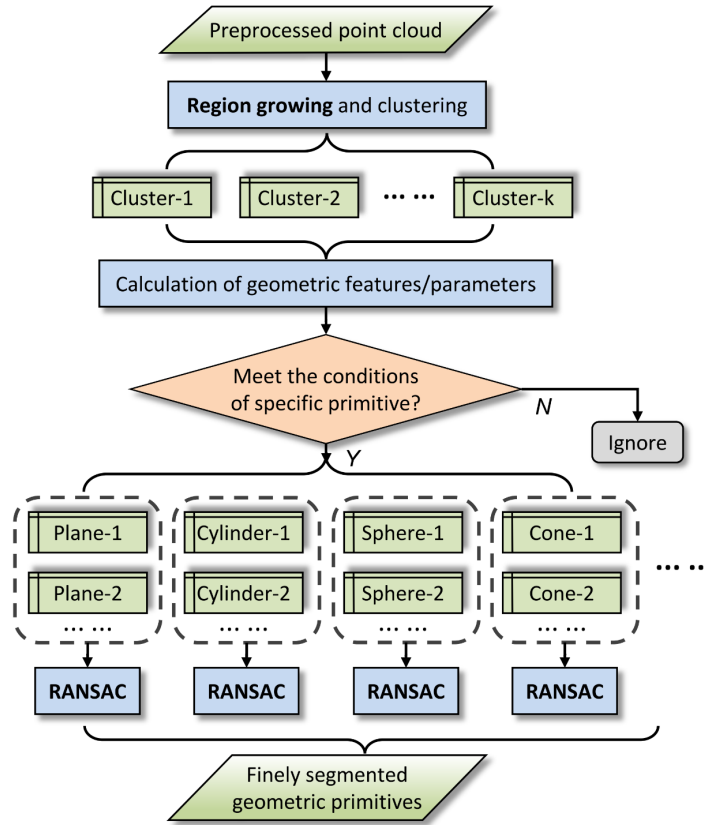 Preprocessed point cloud
Region growing and clustering
Cluster-1
Cluster-2
... ...
Cluster-k
Calculation of geometric features/parameters
Meet the conditions
of specific primitive?
N
Ignore
Y
Plane-1
Cylinder-1
Sphere-1
Cone-1
... ..
Plane-2
Cylinder-2
Sphere-2
Cone-2
... ...
... ...
... ...
... ...
RANSAC
RANSAC
RANSAC
RANSAC
Finely segmented
geometric primitives